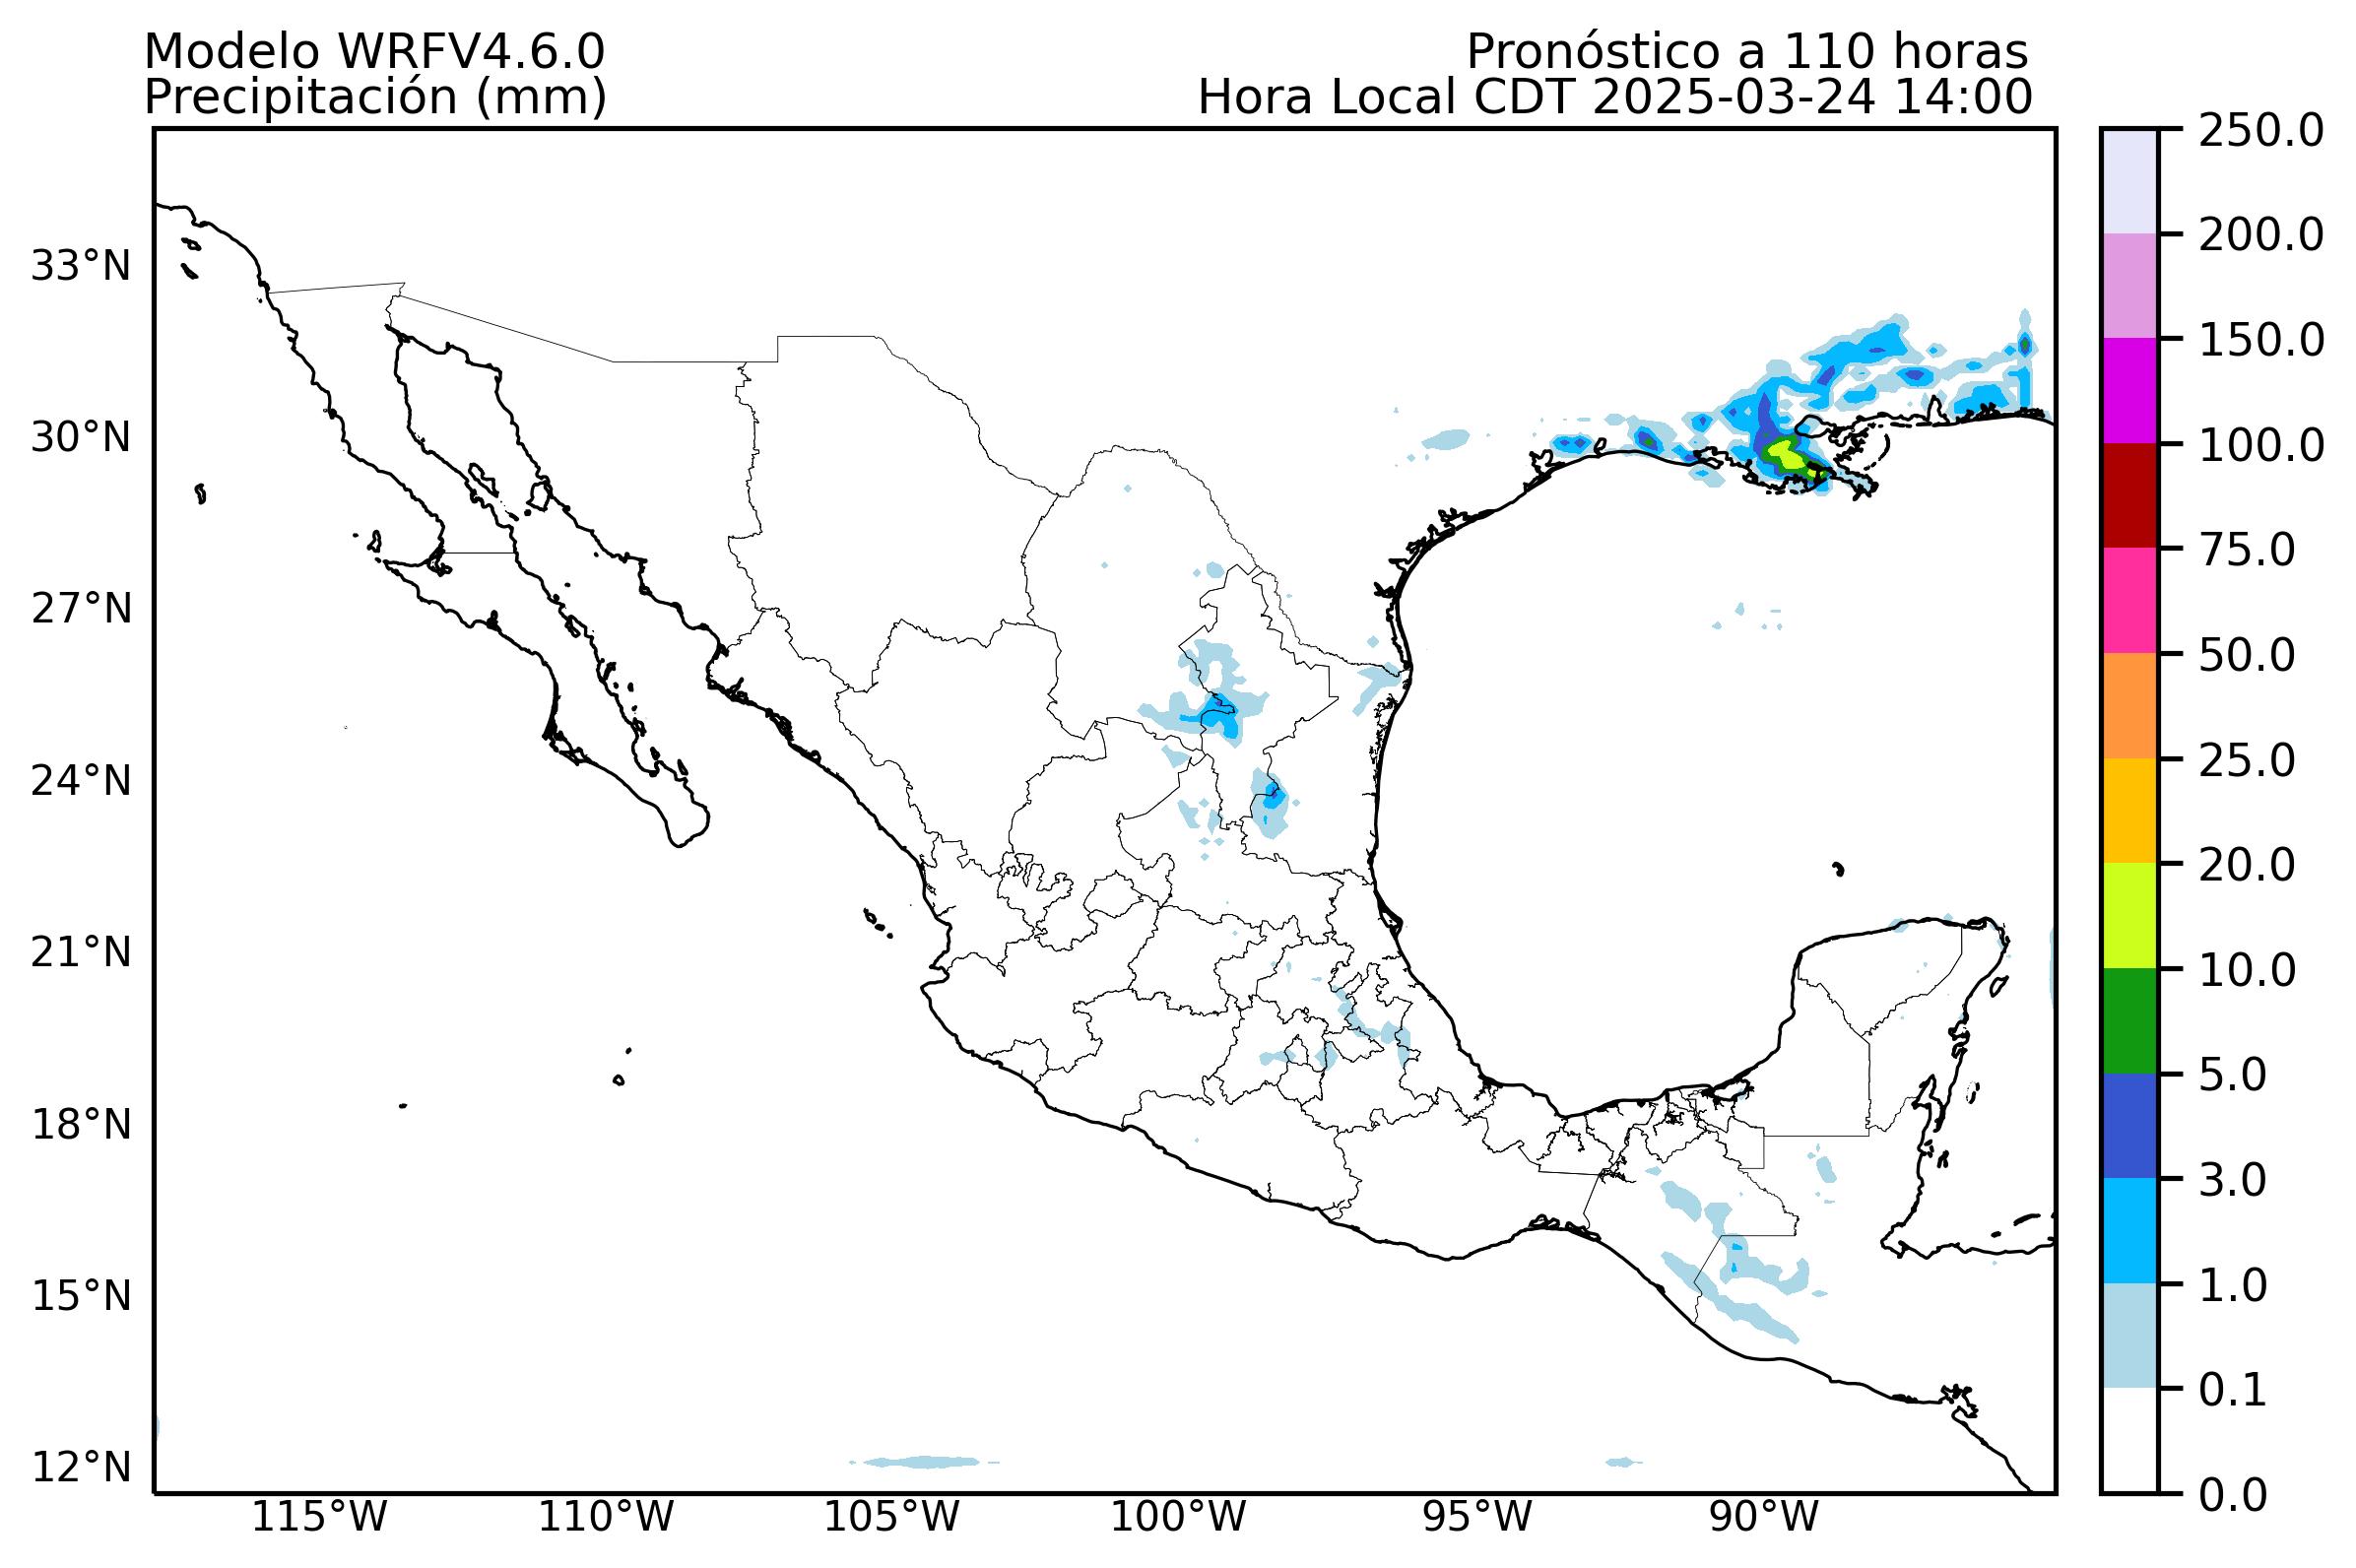 Modelo WRFV4.6.0
Pronóstico a 110 horas
Precipitación (mm)
Hora Local CDT 2025-03-24 14:00
250.0
200.0
150.0
100.0
75.0
50.0
25.0
20.0
10.0
5.0
3.0
1.0
0.1
0.0
33°N
30°N
27°N
24°N
21°N
18°N
15°N
12°N
115°W
110°W
105°W
100°W
95°W
90°W